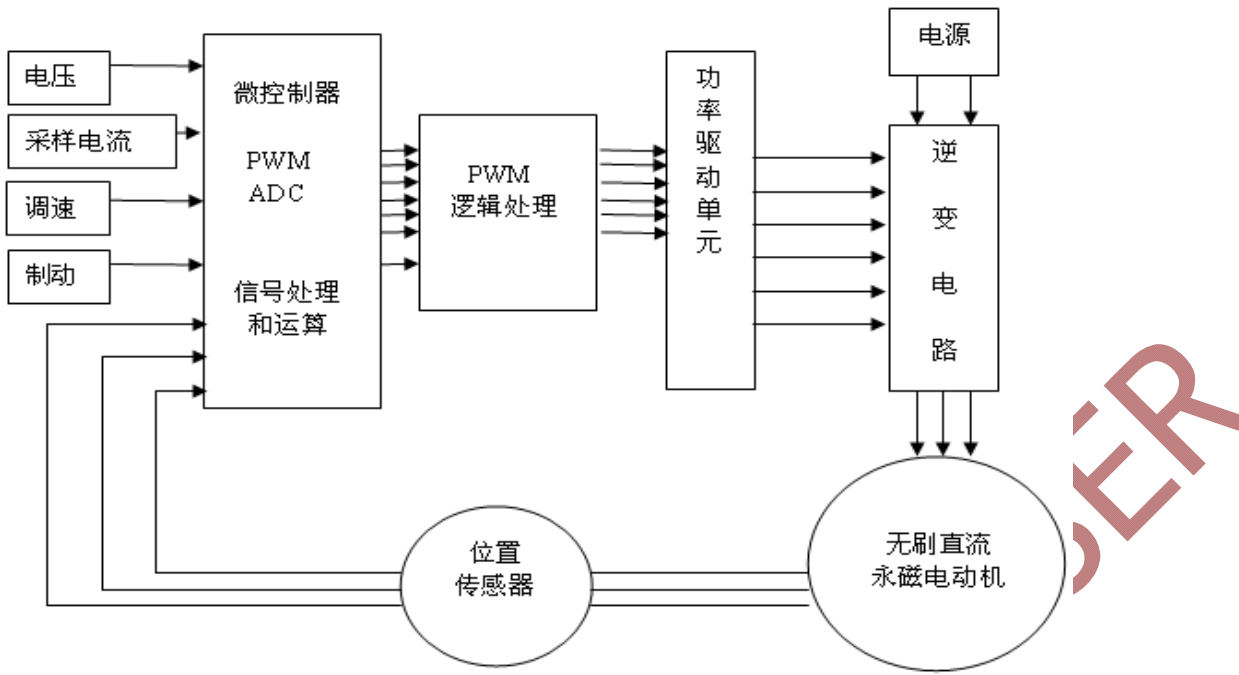 电压
采样电流
调速
制动
微控制器
PWM
ADC
信号处理
和运算
PWM
逻辑处理
功
率
驱
动
单
元
电源
逆
变
电
路
位置
传感器
无刷直流
永磁电动机
SER